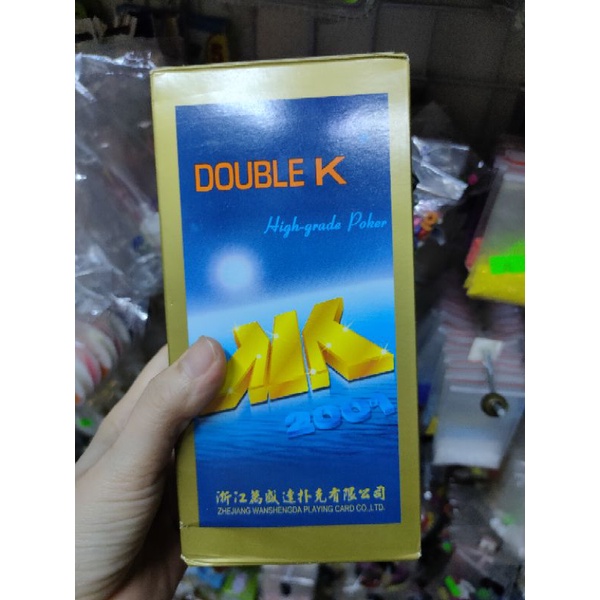 DOUBLE K
High-grade Poker
KK
2001
浙江萬盛達扑克有限公司
ZHEJIANG WANSHENGDA PLAYING CARD CO.,LTD.